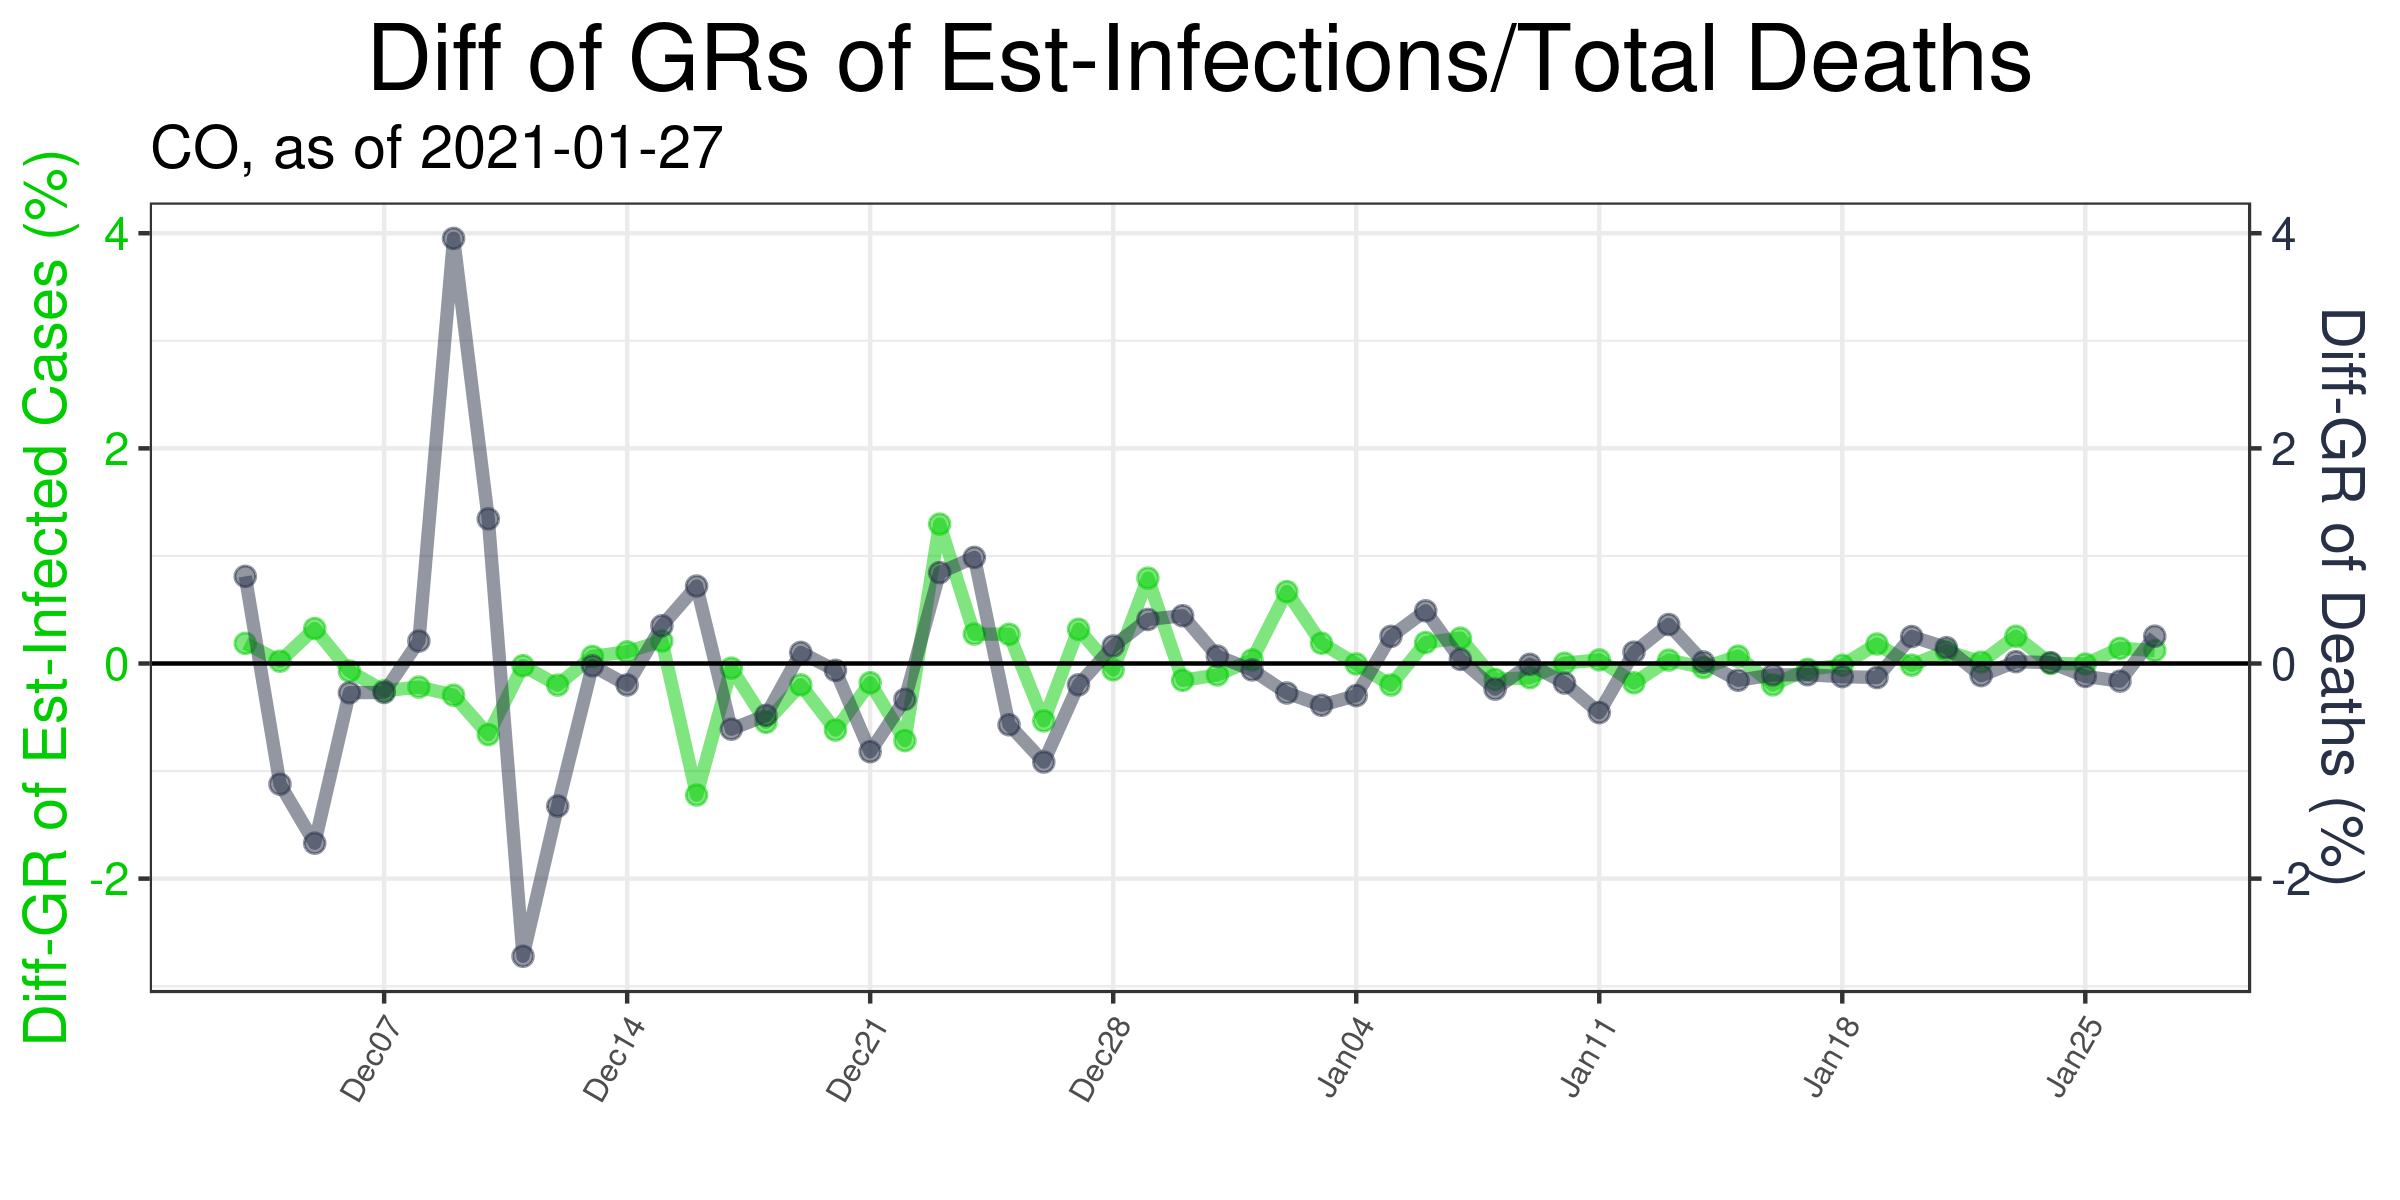 Diff of GRs of Est-Infections/Total Deaths
CO, as of 2021-01-27
Diff-GR of Est-Infected Cases (%)
4
2
0
-2
4
2
0
-2
Diff-GR of Deaths (%)
Dec07
Dec14
Dec21
Dec28
Jan04
Jan11
Jan18
Jan25